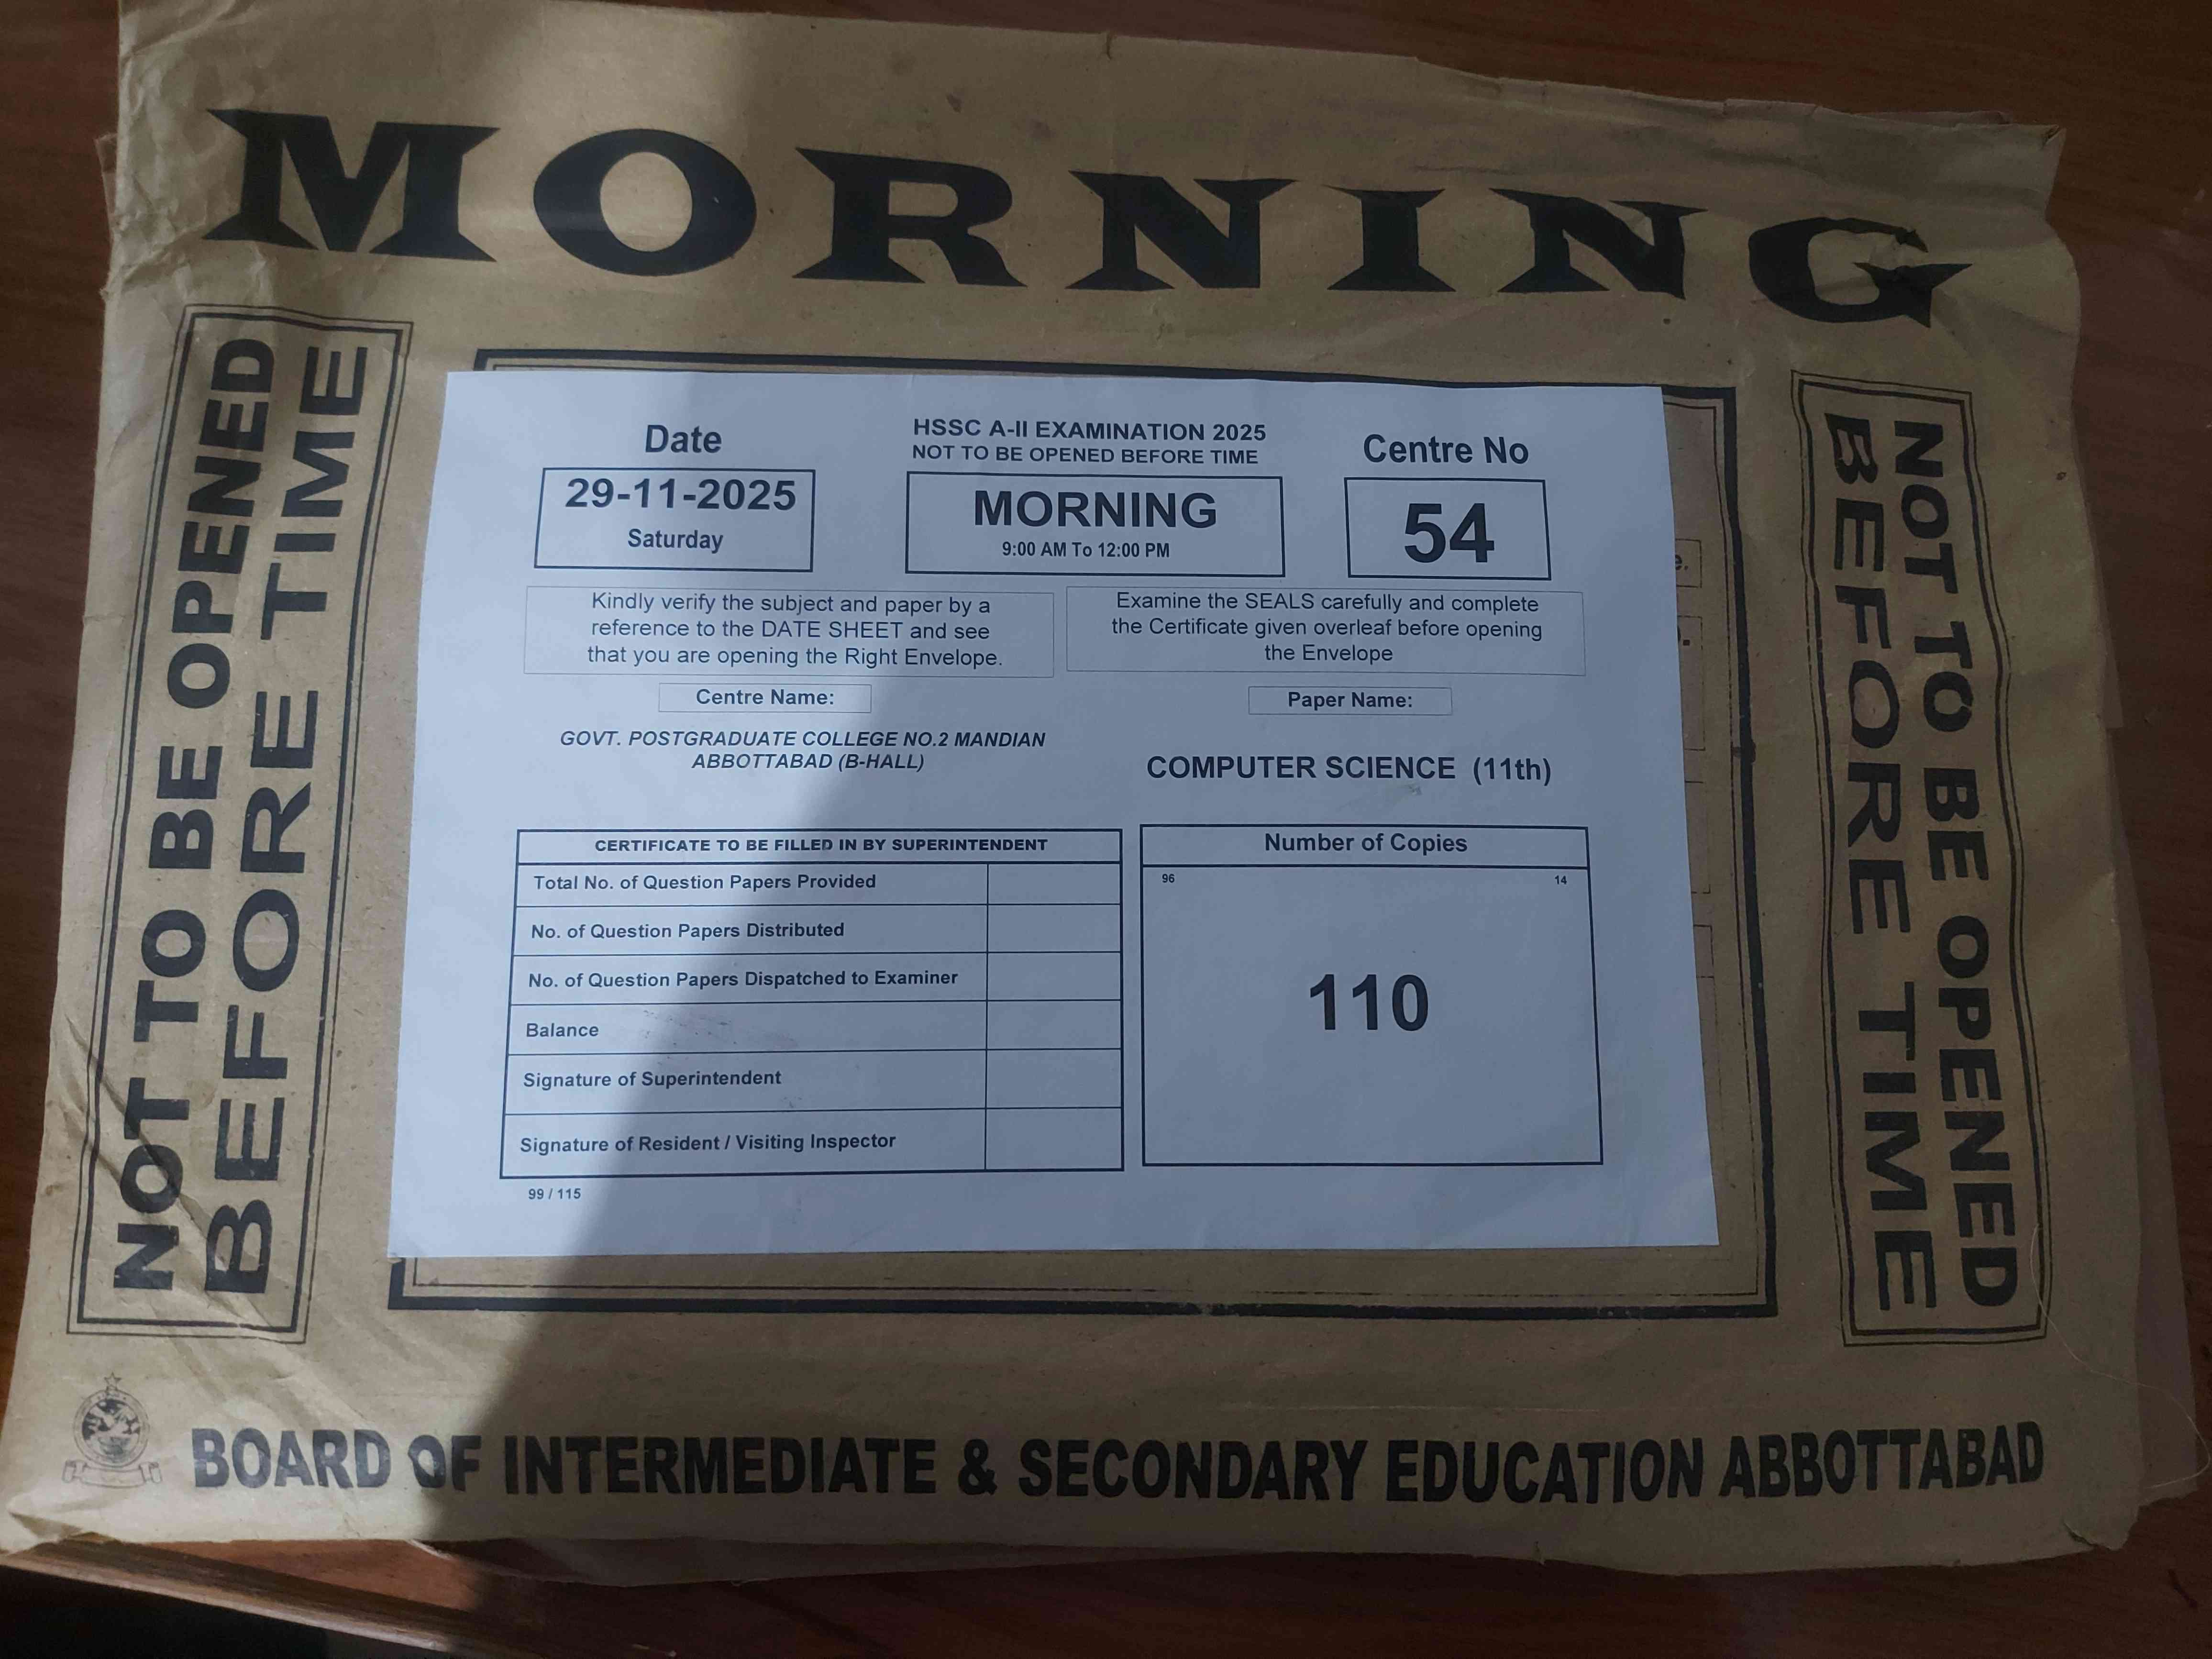 MORNING
NOT TO BE OPENED
BEFORE TIME
Date
29-11-2025
Saturday
HSSC A-II EXAMINATION 2025
NOT TO BE OPENED BEFORE TIME
MORNING
9:00 AM To 12:00 PM
Centre No
54
Kindly verify the subject and paper by a
reference to the DATE SHEET and see
that you are opening the Right Envelope.
Examine the SEALS carefully and complete
the Certificate given overleaf before opening
the Envelope
Centre Name:
GOVT. POSTGRADUATE COLLEGE NO.2 MANDIAN
ABBOTTABAD (B-HALL)
Paper Name:
COMPUTER SCIENCE (11th)
CERTIFICATE TO BE FILLED IN BY SUPERINTENDENT
Total No. of Question Papers Provided
No. of Question Papers Distributed
No. of Question Papers Dispatched to Examiner
Balance
Signature of Superintendent
Signature of Resident / Visiting Inspector
99 / 115
Number of Copies
96 14
110
NOT TO BE OPENED
BEFORE TIME
BOARD OF INTERMEDIATE & SECONDARY EDUCATION ABBOTTABAD